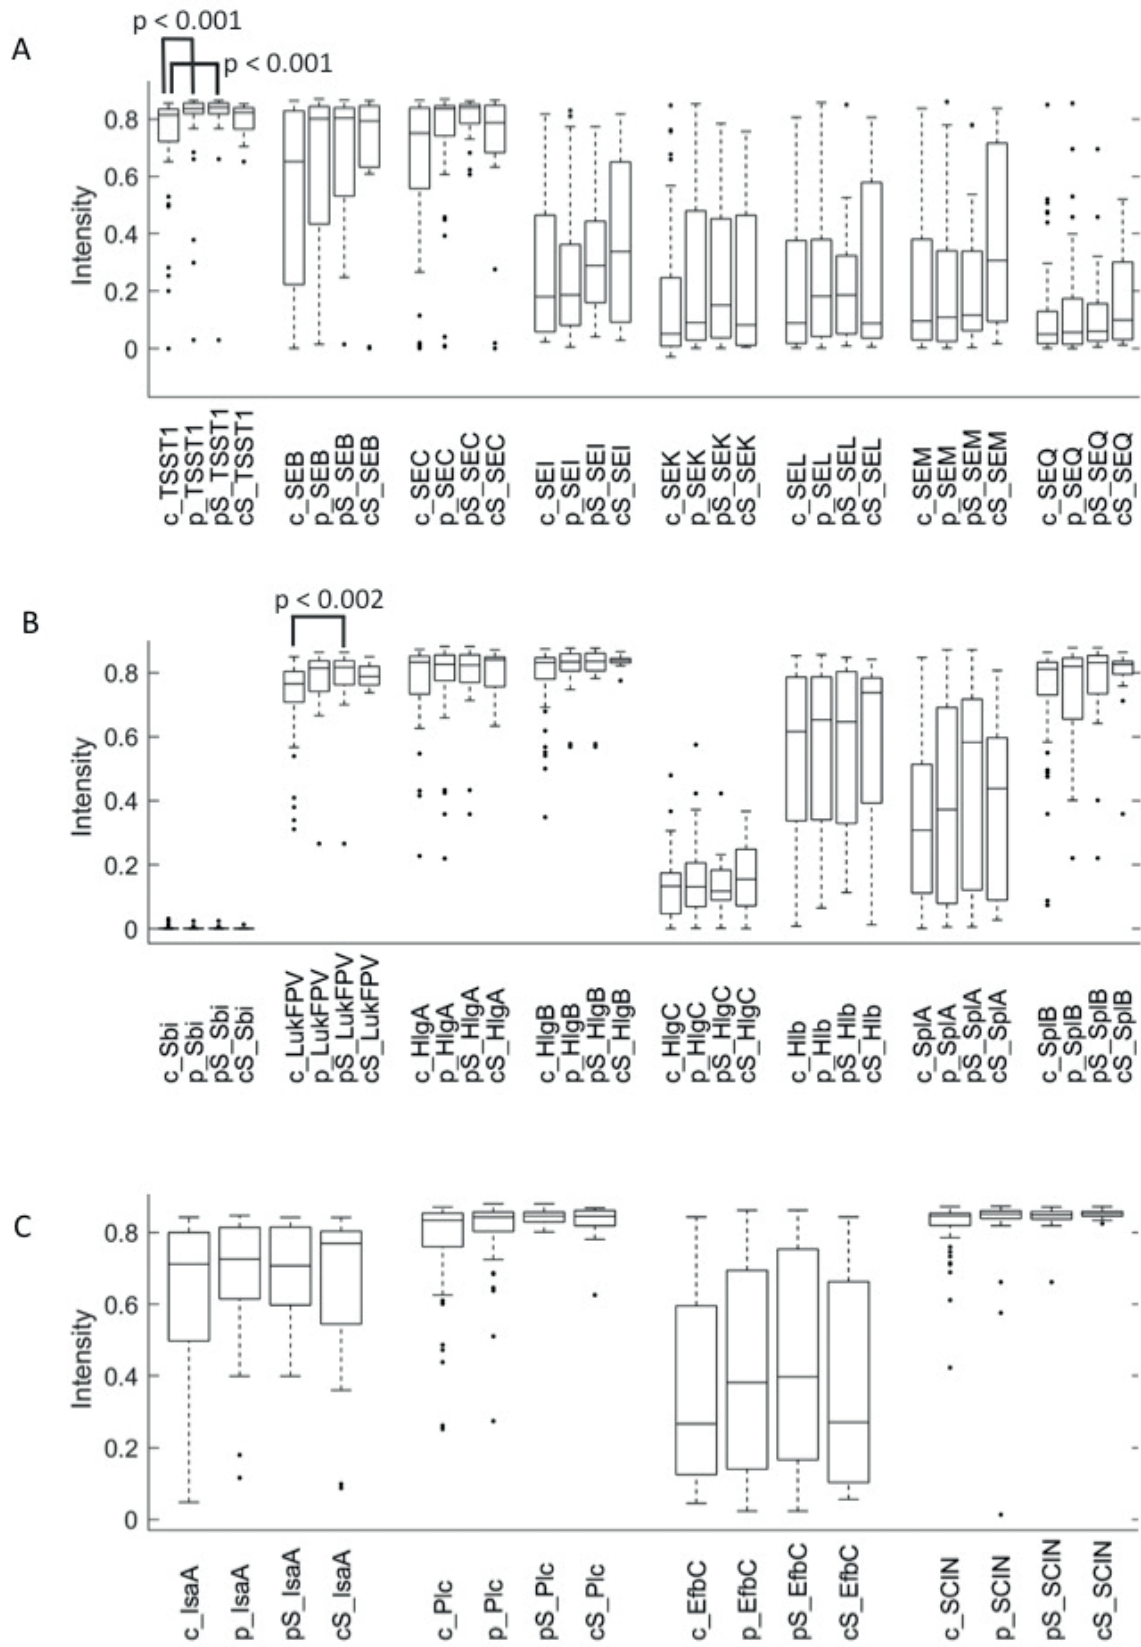 A
p < 0.001
p < 0.001
Intensity
0.8
0.6
0.4
0.2
0
c_TSST1
p_TSST1
pS_TSST1
cS_TSST1
c_SEB
p_SEB
pS_SEB
cS_SEB
c_SEC
p_SEC
pS_SEC
cS_SEC
c_SEI
p_SEI
pS_SEI
cS_SEI
c_SEK
p_SEK
pS_SEK
cS_SEK
c_SEL
p_SEL
pS_SEL
cS_SEL
c_SEM
p_SEM
pS_SEM
cS_SEM
c_SEQ
p_SEQ
pS_SEQ
cS_SEQ
B
p < 0.002
Intensity
0.8
0.6
0.4
0.2
0
c_Sbi
p_Sbi
pS_Sbi
cS_Sbi
c_LukFPV
p_LukFPV
pS_LukFPV
cS_LukFPV
c_HlgA
p_HlgA
pS_HlgA
cS_HlgA
c_HlgB
p_HlgB
pS_HlgB
cS_HlgB
c_HlgC
p_HlgC
pS_HlgC
cS_HlgC
c_Hlb
p_Hlb
pS_Hlb
cS_Hlb
c_SplA
p_SplA
pS_SplA
cS_SplA
c_SplB
p_SplB
pS_SplB
cS_SplB
C
Intensity
0.8
0.6
0.4
0.2
0
c_IsaA
p_IsaA
pS_IsaA
cS_IsaA
c_Plc
p_Plc
pS_Plc
cS_Plc
c_EfbC
p_EfbC
pS_EfbC
cS_EfbC
c_SCIN
p_SCIN
pS_SCIN
cS_SCIN